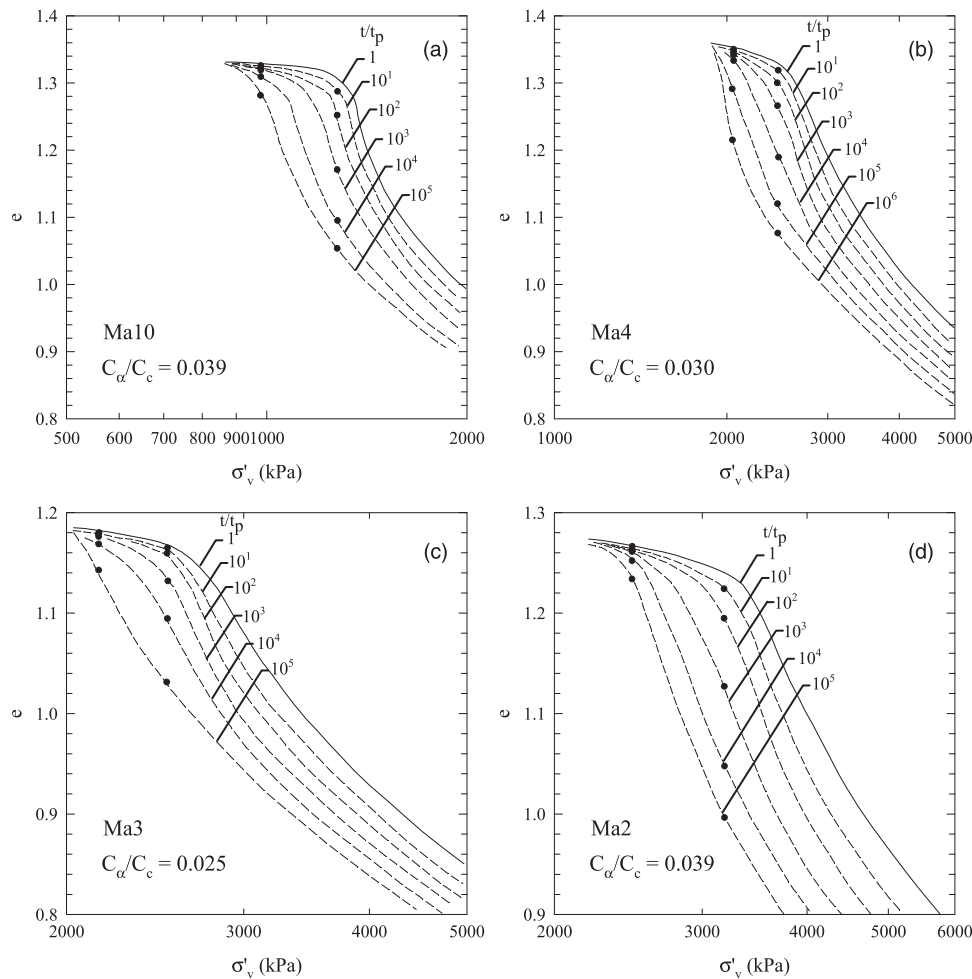 (a)
t/tp
1
10¹
10²
10³
10⁴
10⁵
1.4
1.3
1.2
1.1
1.0
0.9
0.8
e
Ma10
Cα/Cc = 0.039
500 600 700 800 900 1000 2000
σ'v (kPa)
(b)
t/tp
1
10¹
10²
10³
10⁴
10⁵
10⁶
1.4
1.3
1.2
1.1
1.0
0.9
0.8
e
Ma4
Cα/Cc = 0.030
1000 2000 3000 4000 5000
σ'v (kPa)
(c)
t/tp
1
10¹
10²
10³
10⁴
10⁵
1.2
1.1
1.0
0.9
0.8
e
Ma3
Cα/Cc = 0.025
2000 3000 4000 5000
σ'v (kPa)
(d)
t/tp
1
10¹
10²
10³
10⁴
10⁵
1.3
1.2
1.1
1.0
0.9
e
Ma2
Cα/Cc = 0.039
2000 3000 4000 5000 6000
σ'v (kPa)